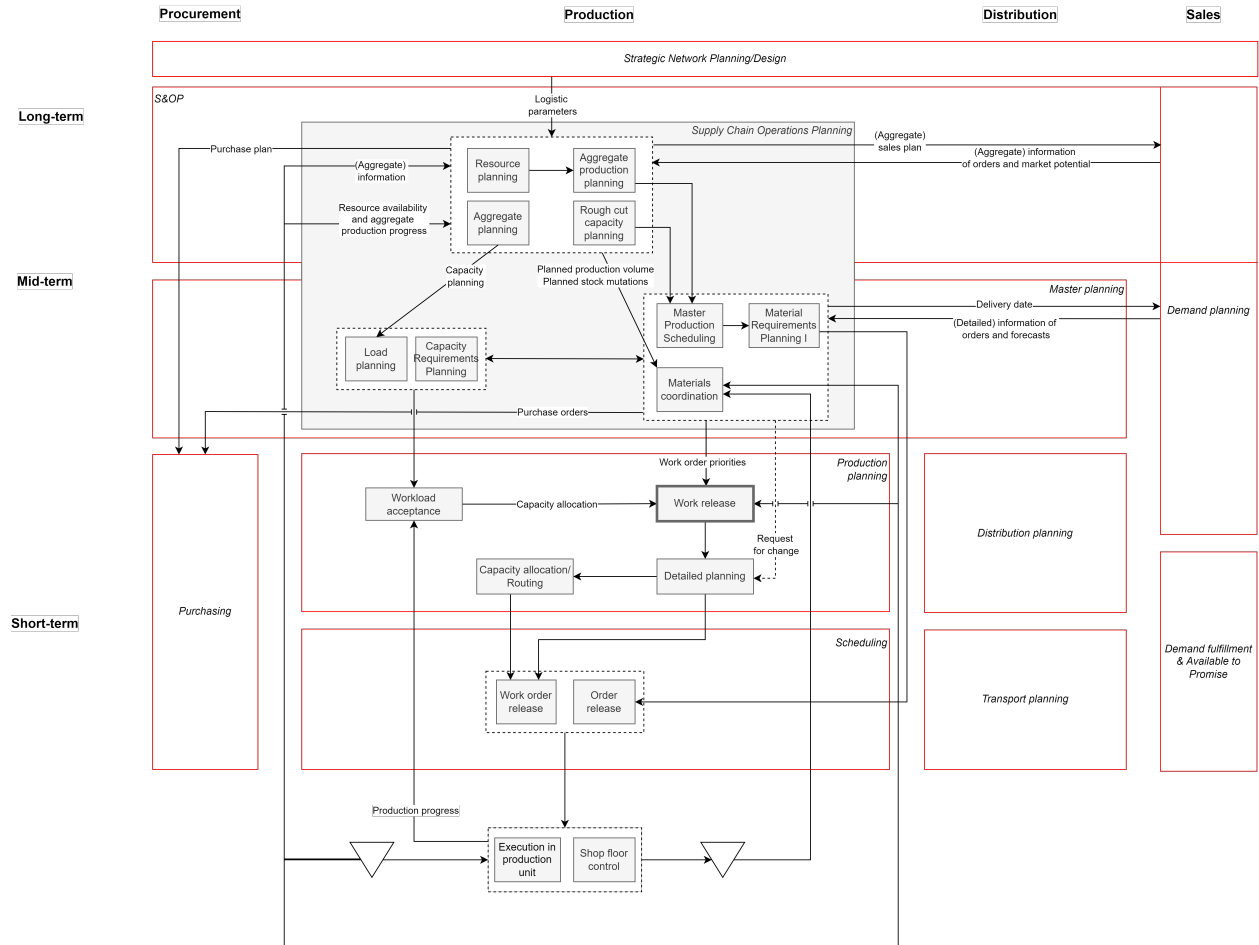 Procurement
Production
Distribution
Sales
Strategic Network Planning/Design
Long-term
S&OP
Logistic
parameters
Supply Chain Operations Planning
Purchase plan
(Aggregate)
information
Resource
planning
Aggregate
production
planning
(Aggregate)
sales plan
(Aggregate) information
of orders and market potential
Resource availability
and aggregate
production progress
Aggregate
planning
Rough cut
capacity
planning
Mid-term
Capacity
planning
Planned production volume
Planned stock mutations
Master planning
Master
Production
Scheduling
Material
Requirements
Planning I
Delivery date
(Detailed) information of
orders and forecasts
Demand planning
Load
planning
Capacity
Requirements
Planning
Materials
coordination
Purchase orders
Work order priorities
Production
planning
Workload
acceptance
Capacity allocation
Work release
Request
for change
Distribution planning
Capacity allocation/
Routing
Detailed planning
Short-term
Purchasing
Scheduling
Work order
release
Order
release
Transport planning
Demand fulfillment
& Available to
Promise
Production progress
Execution in
production
unit
Shop floor
control